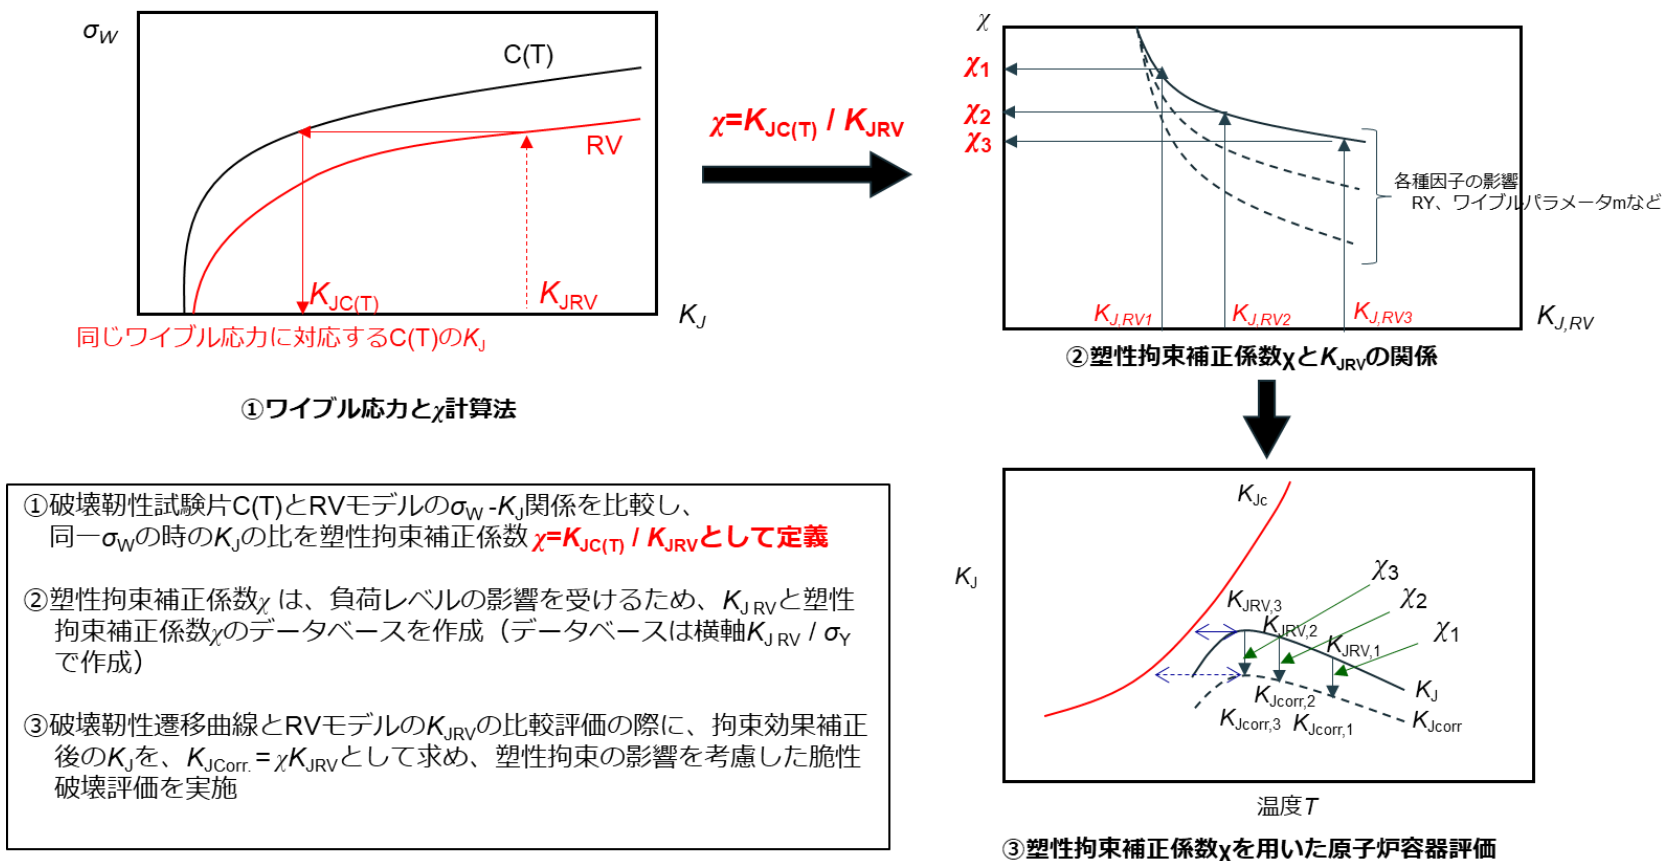 σW
C(T)
RV
KJC(T)
KJRV
KJ
同じワイブル応力に対応するC(T)のKJ
①ワイブル応力とχ計算法
χ=KJC(T) / KJRV
χ
χ1
χ2
χ3
各種因子の影響
RY、ワイブルパラメータmなど
KJ,RV1
KJ,RV2
KJ,RV3
KJ,RV
②塑性拘束補正係数χとKJRVの関係
①破壊靭性試験片C(T)とRVモデルのσW -KJ関係を比較し、
同一σWの時のKJの比を塑性拘束補正係数 χ=KJC(T) / KJRVとして定義
②塑性拘束補正係数χ は、負荷レベルの影響を受けるため、KJ RVと塑性
拘束補正係数χのデータベースを作成（データベースは横軸KJ RV / σY
で作成）
③破壊靭性遷移曲線とRVモデルのKJRVの比較評価の際に、拘束効果補正
後のKJを、KJCorr. = χKJRVとして求め、塑性拘束の影響を考慮した脆性
破壊評価を実施
KJc
KJ
χ3
χ2
χ1
KJRV,3
KJRV,2
KJRV,1
KJ
KJcorr
KJcorr,2
KJcorr,3
KJcorr,1
温度T
③塑性拘束補正係数χを用いた原子炉容器評価